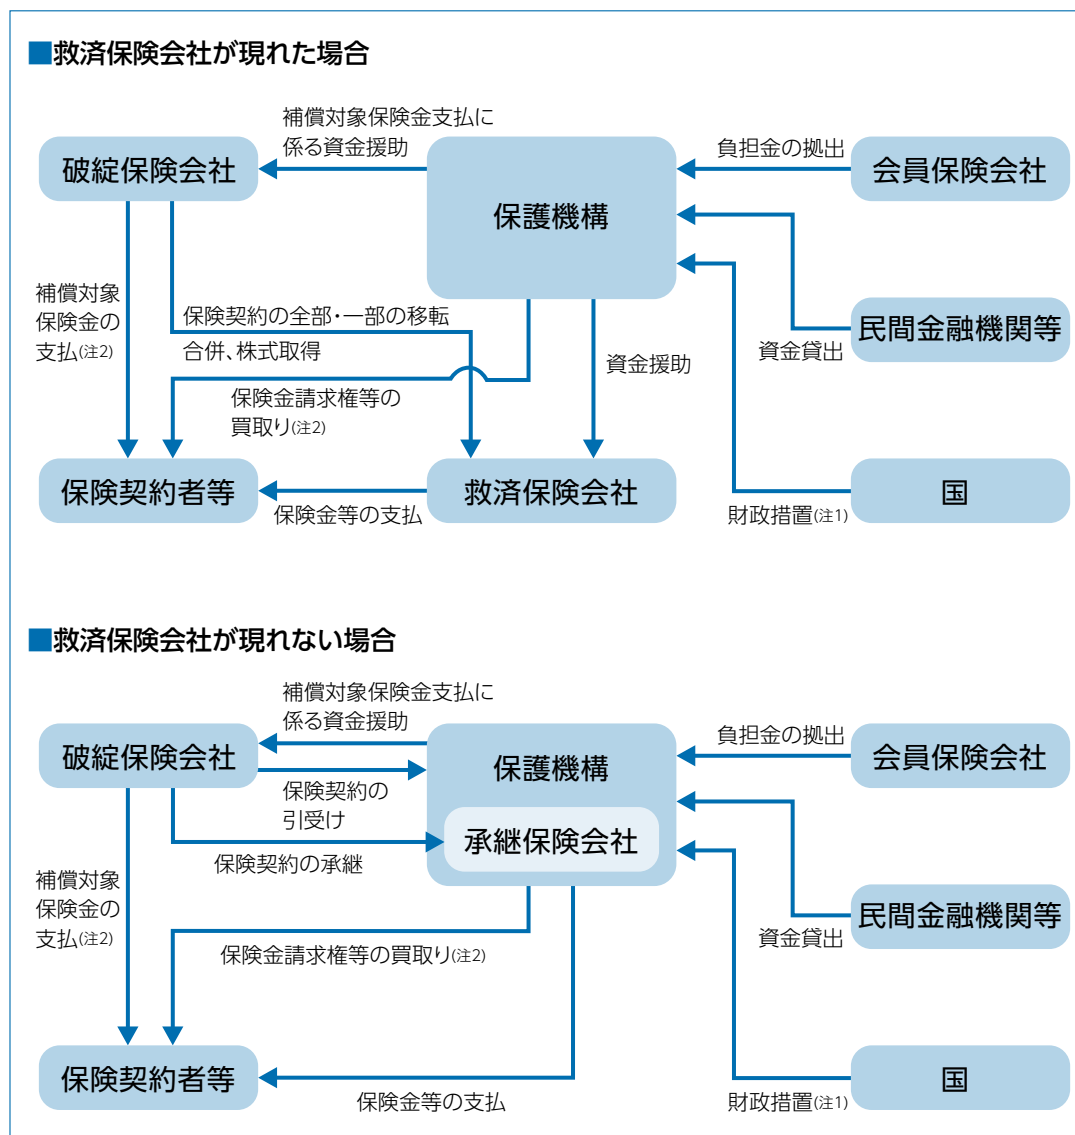 ■救済保険会社が現れた場合
補償対象保険金支払に
係る資金援助
破綻保険会社
保護機構
負担金の拠出
会員保険会社
補償対象
保険金の
支払(注2)
保険契約の全部・一部の移転
合併、株式取得
保険金請求権等の
買取り(注2)
資金援助
民間金融機関等
資金貸出
保険契約者等
保険金等の支払
救済保険会社
国
財政措置(注1)
■救済保険会社が現れない場合
補償対象保険金支払に
係る資金援助
破綻保険会社
保護機構
負担金の拠出
会員保険会社
保険契約の
引受け
承継保険会社
保険契約の承継
補償対象
保険金の
支払(注2)
保険金請求権等の買取り(注2)
民間金融機関等
資金貸出
保険契約者等
保険金等の支払
国
財政措置(注1)